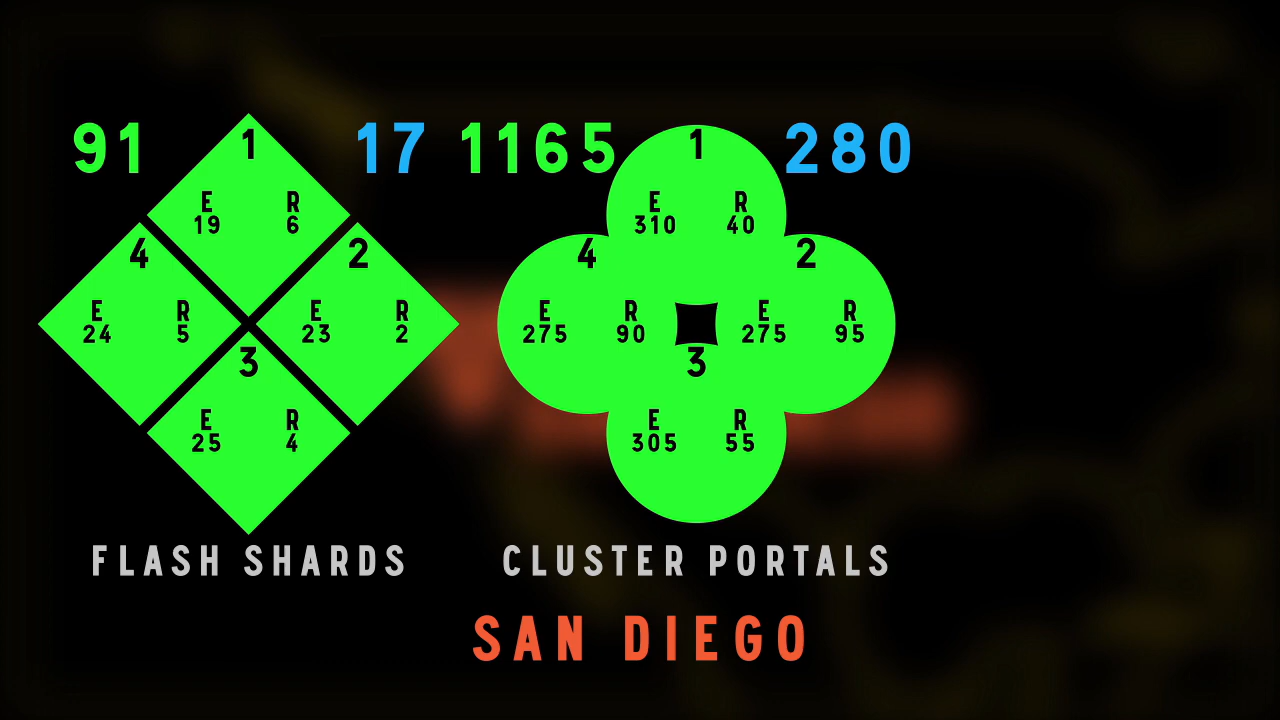 91 17 1165 280
1 1
E R E R
19 6 310 40
4 2 4 2
E R E R E R E R
24 5 23 2 275 90 275 95
3 3
E R E R
25 4 305 55
FLASH SHARDS CLUSTER PORTALS
SAN DIEGO